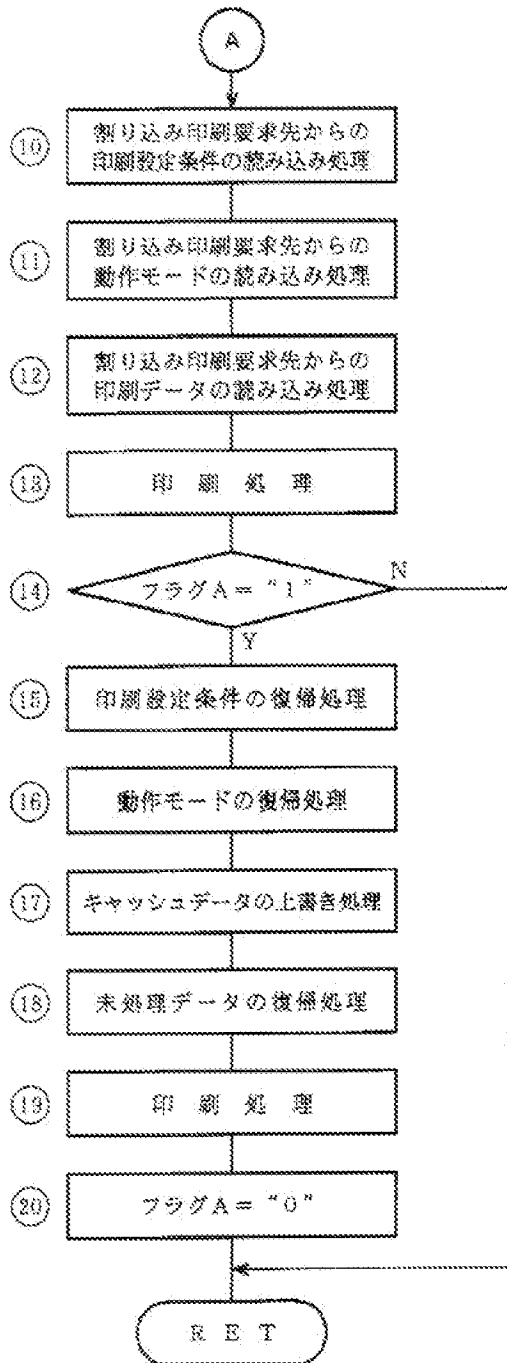 A
⑩
割り込み印刷要求先からの
印刷設定条件の読み込み処理
⑪
割り込み印刷要求先からの
動作モードの読み込み処理
⑫
割り込み印刷要求先からの
印刷データの読み込み処理
⑬
印刷処理
⑭
フラグA＝“1”
N
Y
⑮
印刷設定条件の復帰処理
⑯
動作モードの復帰処理
⑰
キャッシュデータの上書き処理
⑱
未処理データの復帰処理
⑲
印刷処理
⑳
フラグA＝“0”
RET